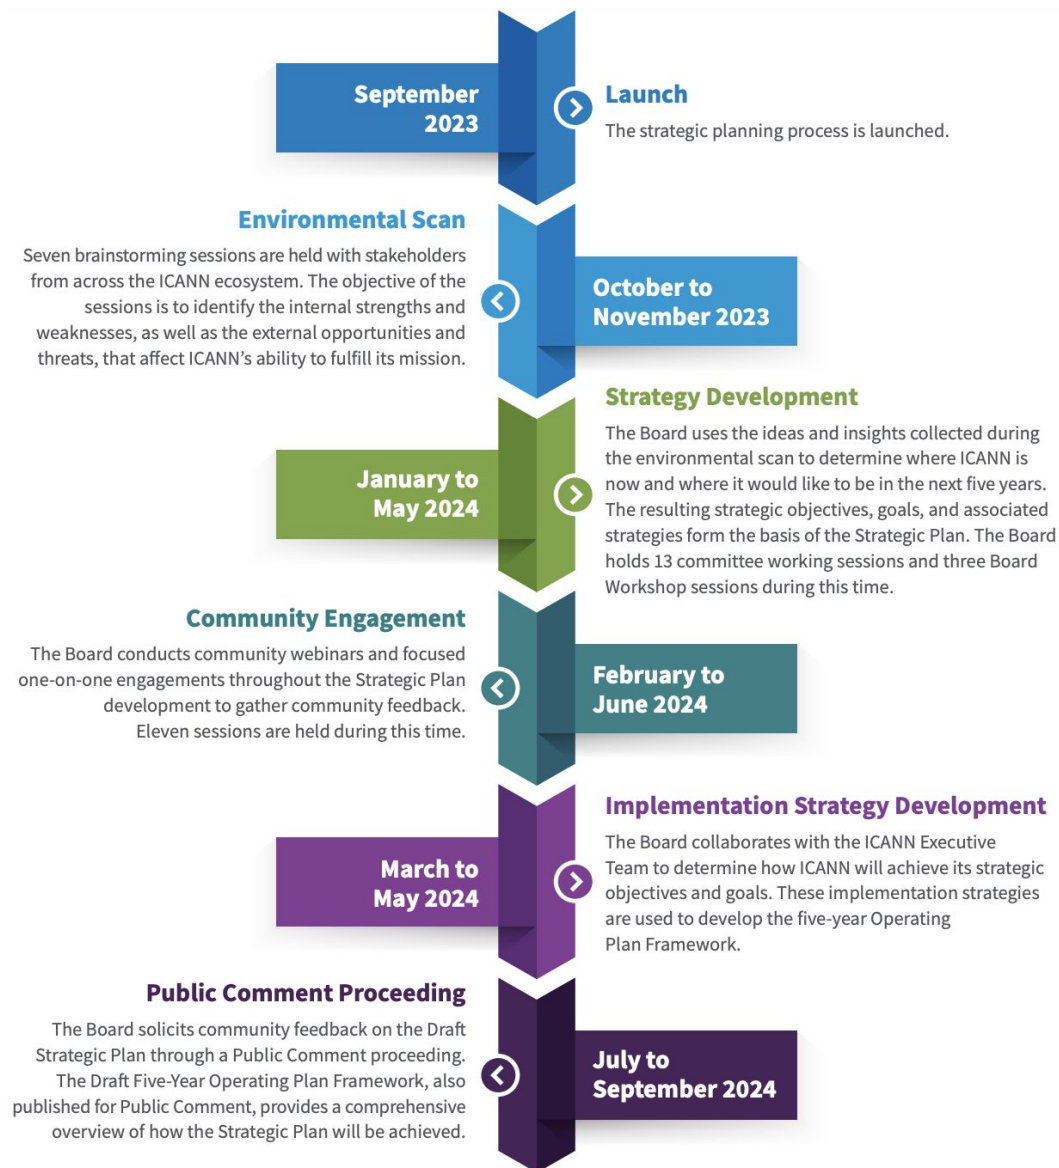 September
2023
Launch
The strategic planning process is launched.
Environmental Scan
Seven brainstorming sessions are held with stakeholders
from across the ICANN ecosystem. The objective of the
sessions is to identify the internal strengths and
weaknesses, as well as the external opportunities and
threats, that affect ICANN’s ability to fulfill its mission.
October to
November 2023
Strategy Development
The Board uses the ideas and insights collected during
the environmental scan to determine where ICANN is
now and where it would like to be in the next five years.
The resulting strategic objectives, goals, and associated
strategies form the basis of the Strategic Plan. The Board
holds 13 committee working sessions and three Board
Workshop sessions during this time.
January to
May 2024
Community Engagement
The Board conducts community webinars and focused
one-on-one engagements throughout the Strategic Plan
development to gather community feedback.
Eleven sessions are held during this time.
February to
June 2024
Implementation Strategy Development
The Board collaborates with the ICANN Executive
Team to determine how ICANN will achieve its strategic
objectives and goals. These implementation strategies
are used to develop the five-year Operating
Plan Framework.
March to
May 2024
Public Comment Proceeding
The Board solicits community feedback on the Draft
Strategic Plan through a Public Comment proceeding.
The Draft Five-Year Operating Plan Framework, also
published for Public Comment, provides a comprehensive
overview of how the Strategic Plan will be achieved.
July to
September 2024